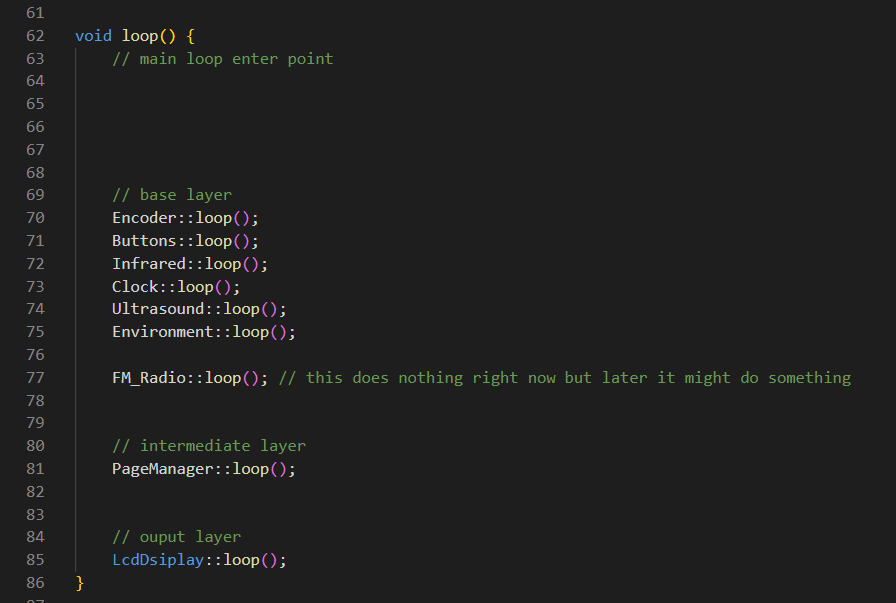 61
62 void loop() {
63 // main loop enter point
64
65
66
67
68
69 // base layer
70 Encoder::loop();
71 Buttons::loop();
72 Infrared::loop();
73 Clock::loop();
74 Ultrasound::loop();
75 Environment::loop();
76
77 FM_Radio::loop(); // this does nothing right now but later it might do something
78
79
80 // intermediate layer
81 PageManager::loop();
82
83
84 // ouput layer
85 LcdDsiplay::loop();
86 }
87